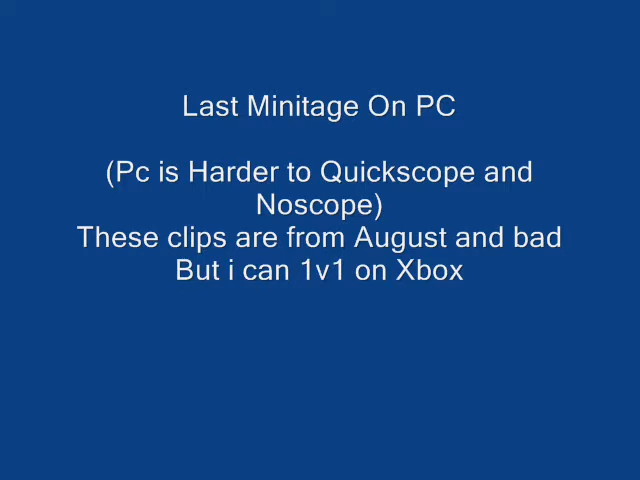 Last Minitage On PC
(Pc is Harder to Quickscope and
Noscope)
These clips are from August and bad
But i can 1v1 on Xbox